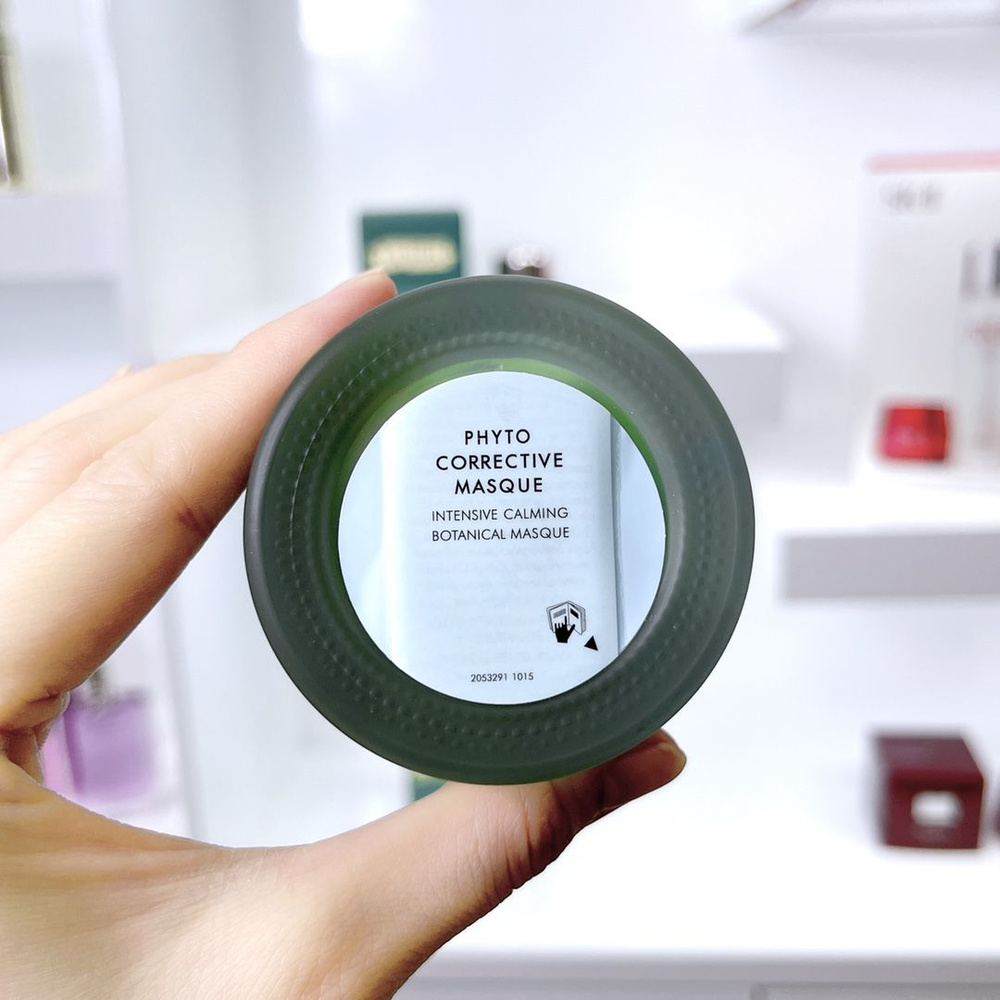 PHYTO
CORRECTIVE
MASQUE
INTENSIVE CALMING
BOTANICAL MASQUE
2053291 1015